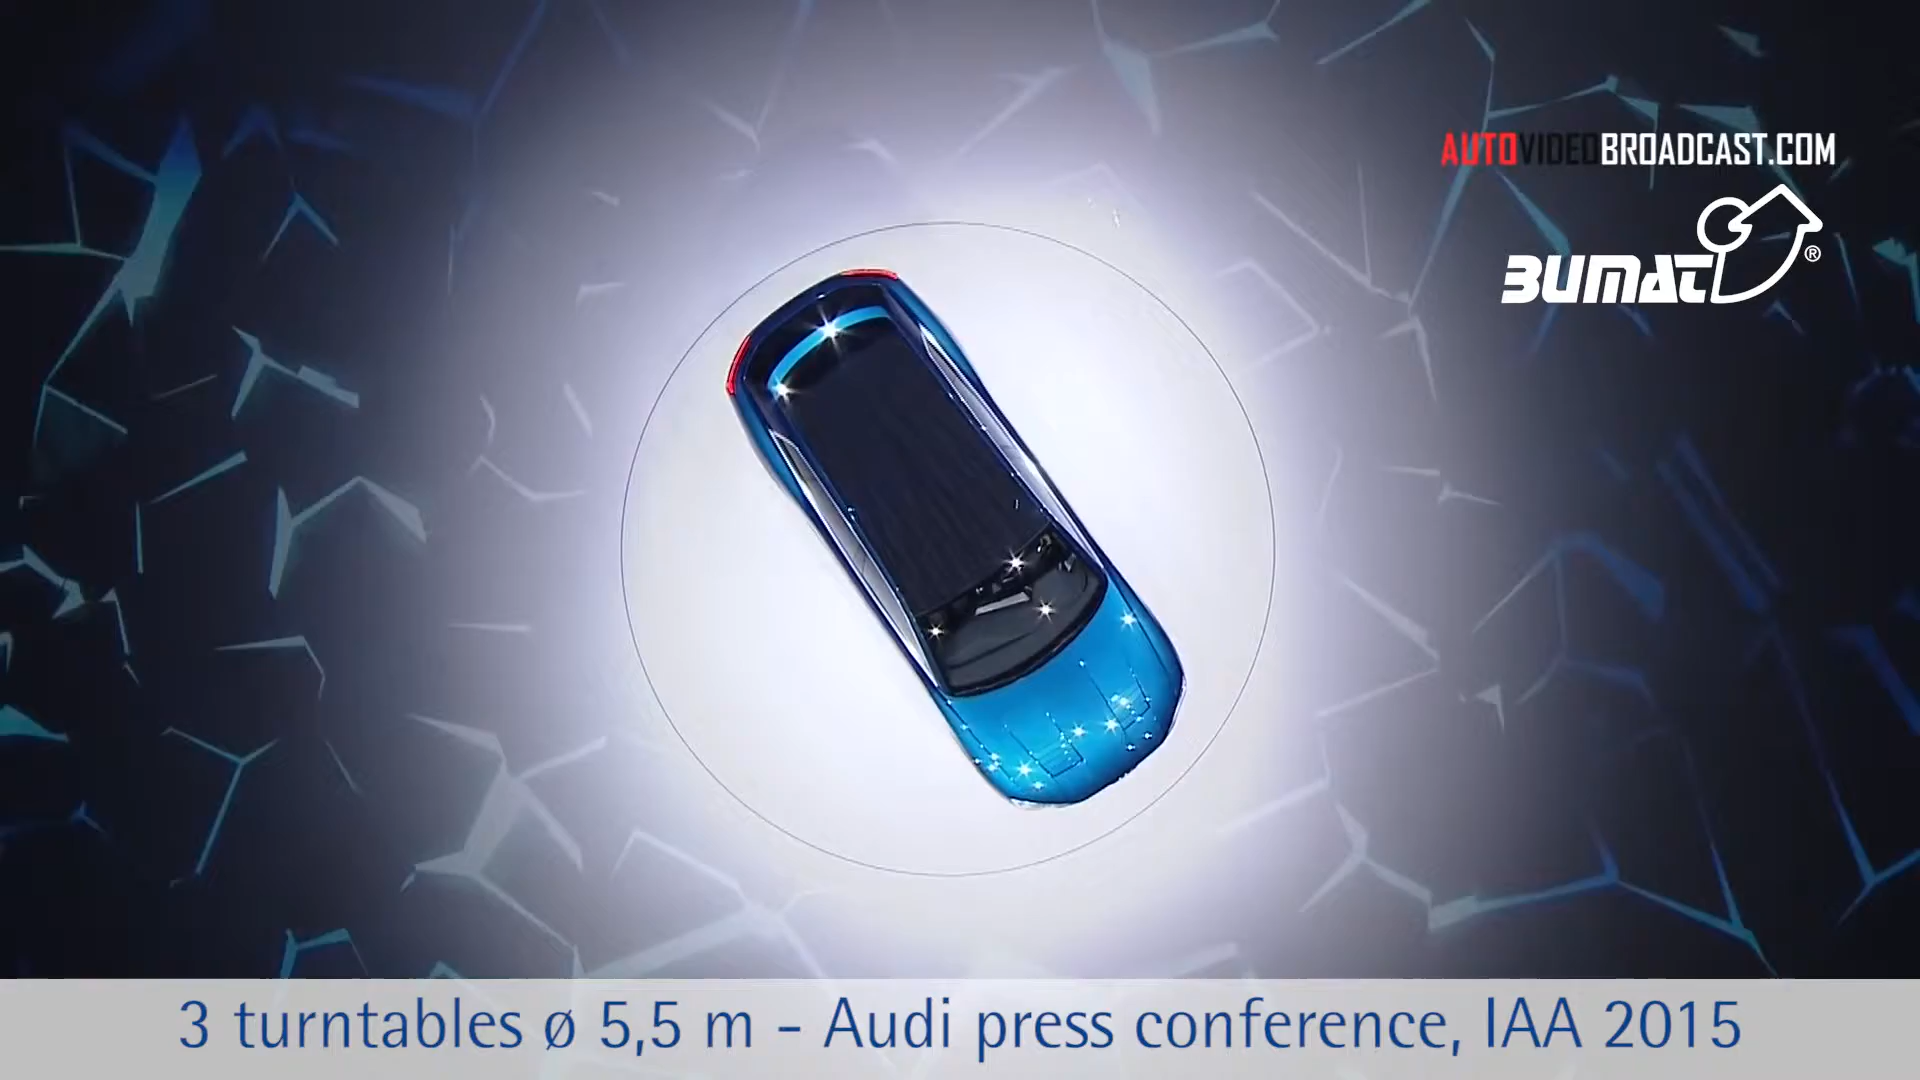 AUTOVIDEOBROADCAST.COM
BUMAT®
3 turntables ø 5,5 m - Audi press conference, IAA 2015